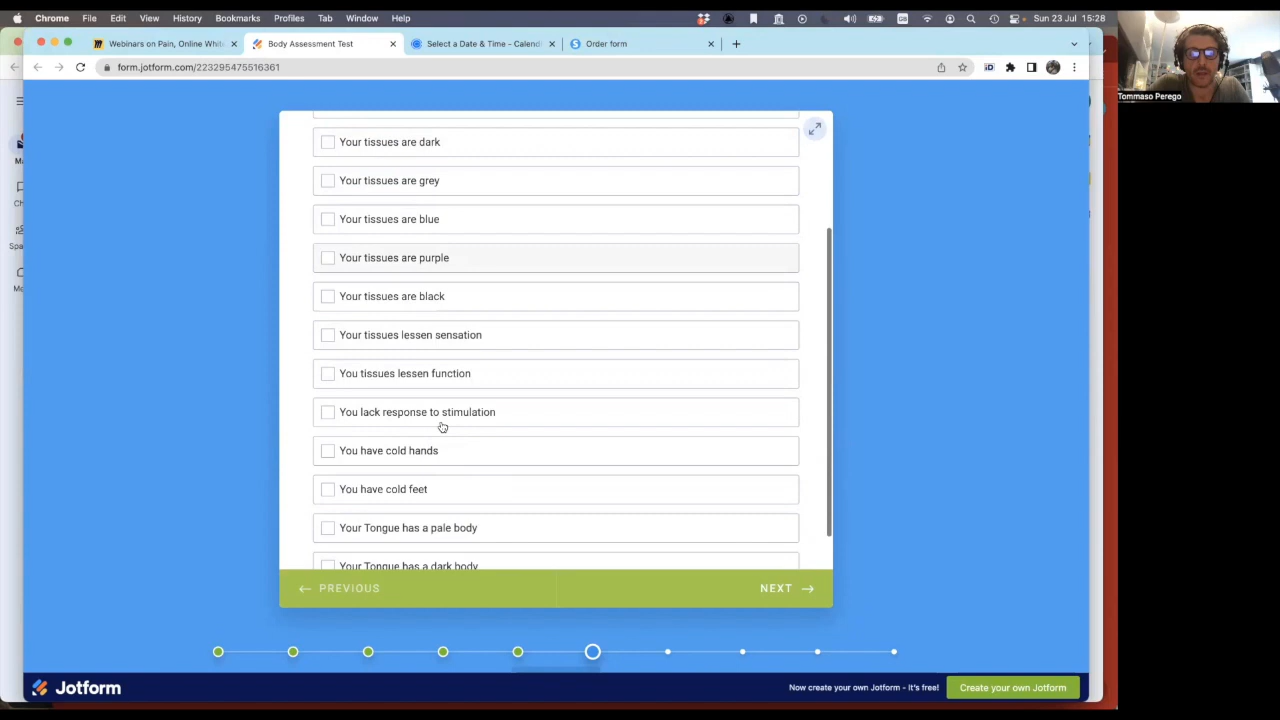 Chrome File Edit View History Bookmarks Profiles Tab Window Help Sun 23 Jul 15:28
Webinars on Pain, Online White Body Assessment Test Select a Date & Time - Calend Order form
form.jotform.com/223295475516361
Tommaso Perego
Your tissues are dark
Your tissues are grey
Your tissues are blue
Your tissues are purple
Your tissues are black
Your tissues lessen sensation
You tissues lessen function
You lack response to stimulation
You have cold hands
You have cold feet
Your Tongue has a pale body
Your Tongue has a dark body
PREVIOUS NEXT
Jotform
Now create your own Jotform - It's free! Create your own Jotform